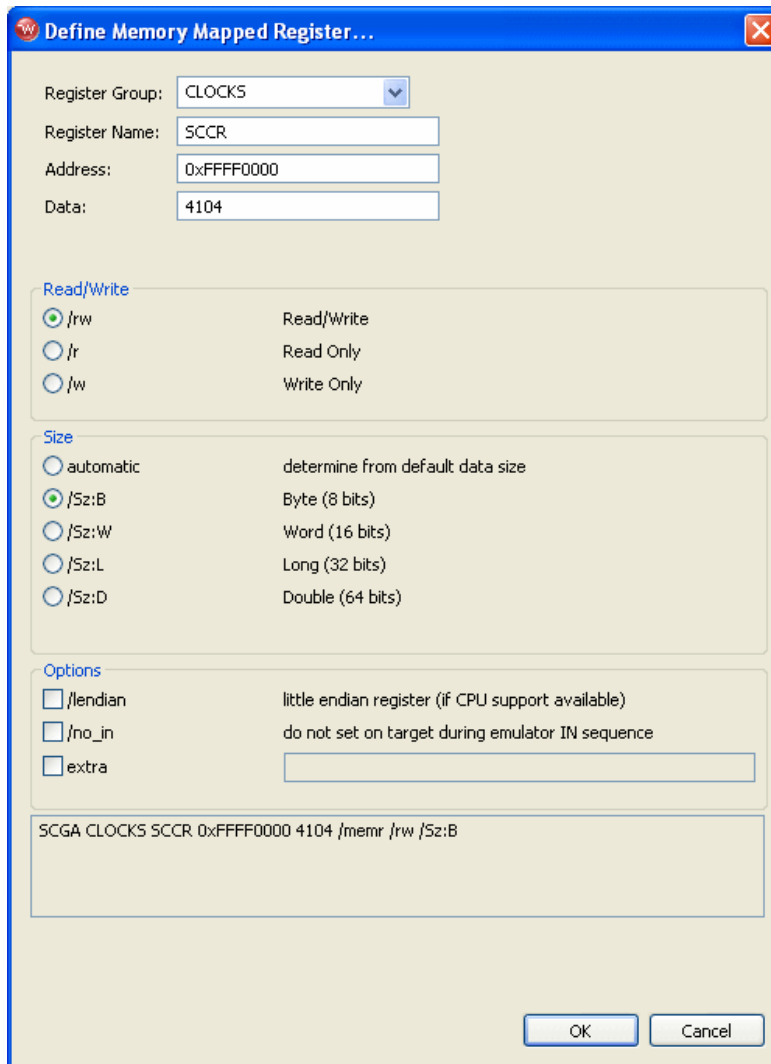 Define Memory Mapped Register...
Register Group: CLOCKS
Register Name: SCCR
Address: 0xFFFF0000
Data: 4104
Read/Write
/rw Read/Write
/r Read Only
/w Write Only
Size
automatic determine from default data size
/Sz:B Byte (8 bits)
/Sz:W Word (16 bits)
/Sz:L Long (32 bits)
/Sz:D Double (64 bits)
Options
/lendian little endian register (if CPU support available)
/no_in do not set on target during emulator IN sequence
extra
SCGA CLOCKS SCCR 0xFFFF0000 4104 /memr /rw /Sz:B
OK Cancel